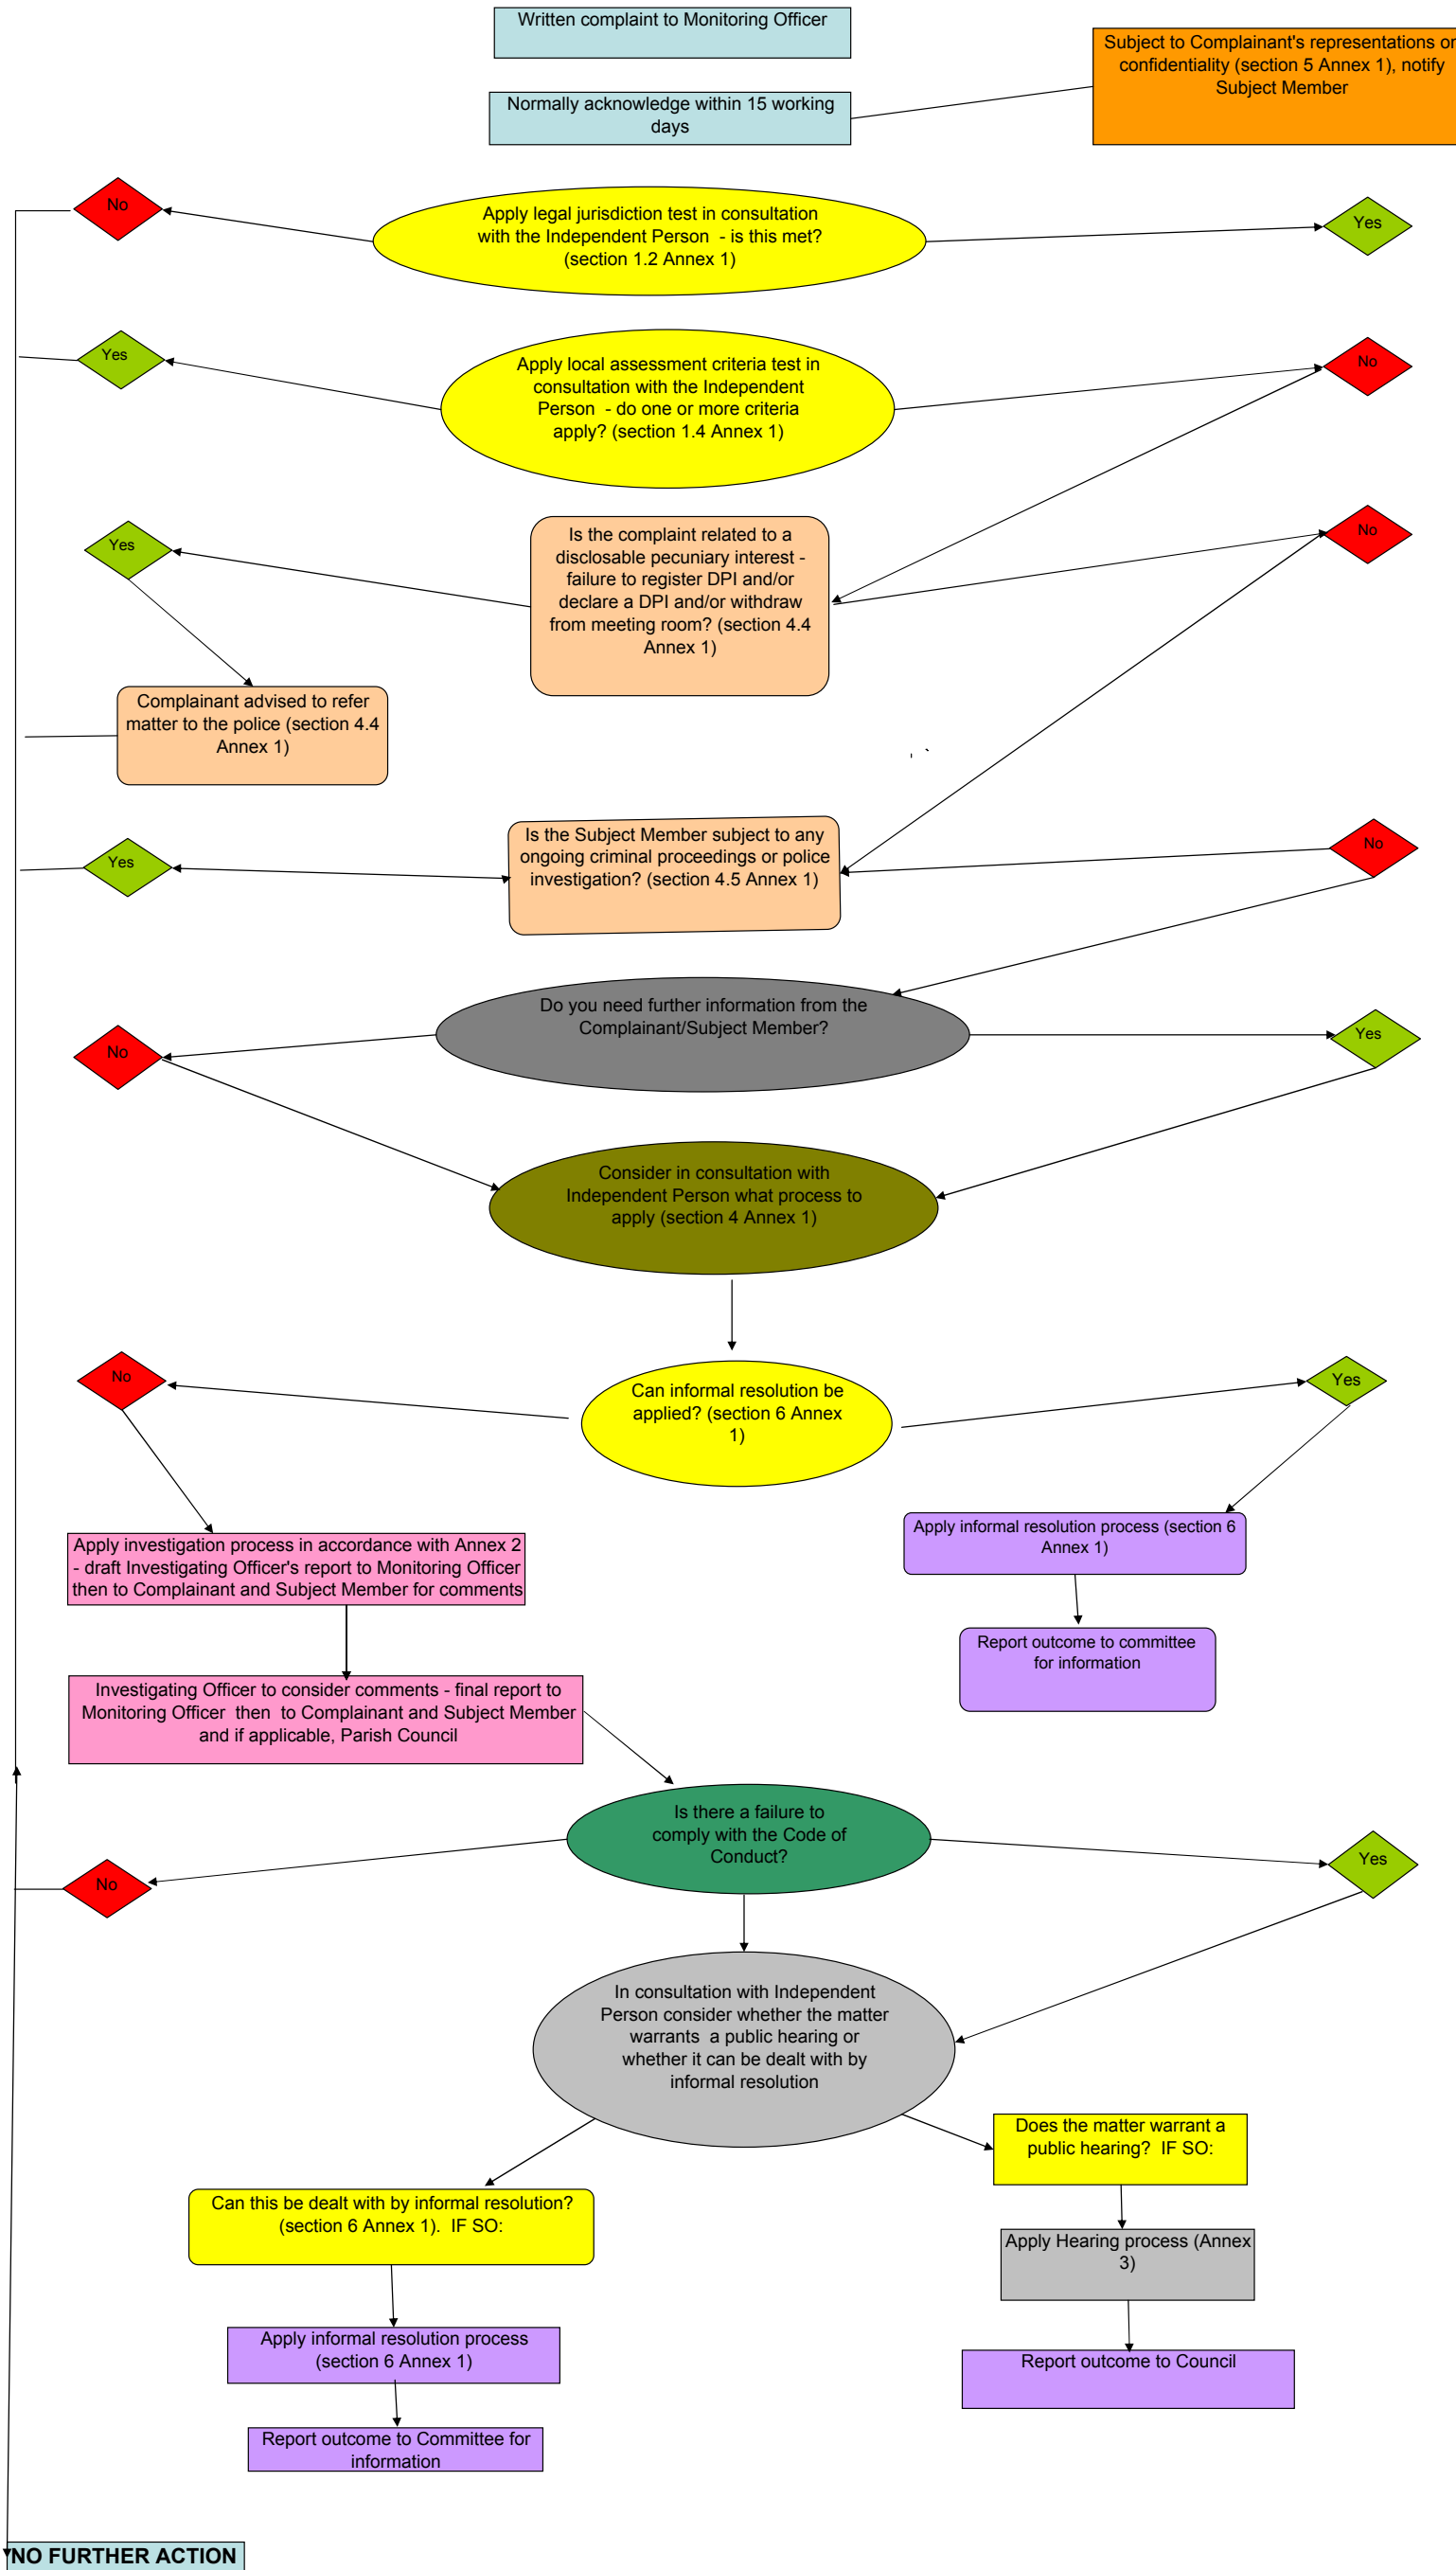 Written complaint to Monitoring Officer
Subject to Complainant's representations on
confidentiality (section 5 Annex 1), notify
Subject Member
Normally acknowledge within 15 working
days
No
Apply legal jurisdiction test in consultation
with the Independent Person - is this met?
(section 1.2 Annex 1)
Yes
Yes
Apply local assessment criteria test in
consultation with the Independent
Person - do one or more criteria
apply? (section 1.4 Annex 1)
No
Yes
Is the complaint related to a
disclosable pecuniary interest -
failure to register DPI and/or
declare a DPI and/or withdraw
from meeting room? (section 4.4
Annex 1)
No
Complainant advised to refer
matter to the police (section 4.4
Annex 1)
Yes
Is the Subject Member subject to any
ongoing criminal proceedings or police
investigation? (section 4.5 Annex 1)
No
Do you need further information from the
Complainant/Subject Member?
No
Yes
Consider in consultation with
Independent Person what process to
apply (section 4 Annex 1)
No
Can informal resolution be
applied? (section 6 Annex
1)
Yes
Apply investigation process in accordance with Annex 2
- draft Investigating Officer's report to Monitoring Officer
then to Complainant and Subject Member for comments
Apply informal resolution process (section 6
Annex 1)
Report outcome to committee
for information
Investigating Officer to consider comments - final report to
Monitoring Officer then to Complainant and Subject Member
and if applicable, Parish Council
Is there a failure to
comply with the Code of
Conduct?
No
Yes
In consultation with Independent
Person consider whether the matter
warrants a public hearing or
whether it can be dealt with by
informal resolution
Does the matter warrant a
public hearing? IF SO:
Can this be dealt with by informal resolution?
(section 6 Annex 1). IF SO:
Apply Hearing process (Annex
3)
Apply informal resolution process
(section 6 Annex 1)
Report outcome to Council
Report outcome to Committee for
information
NO FURTHER ACTION